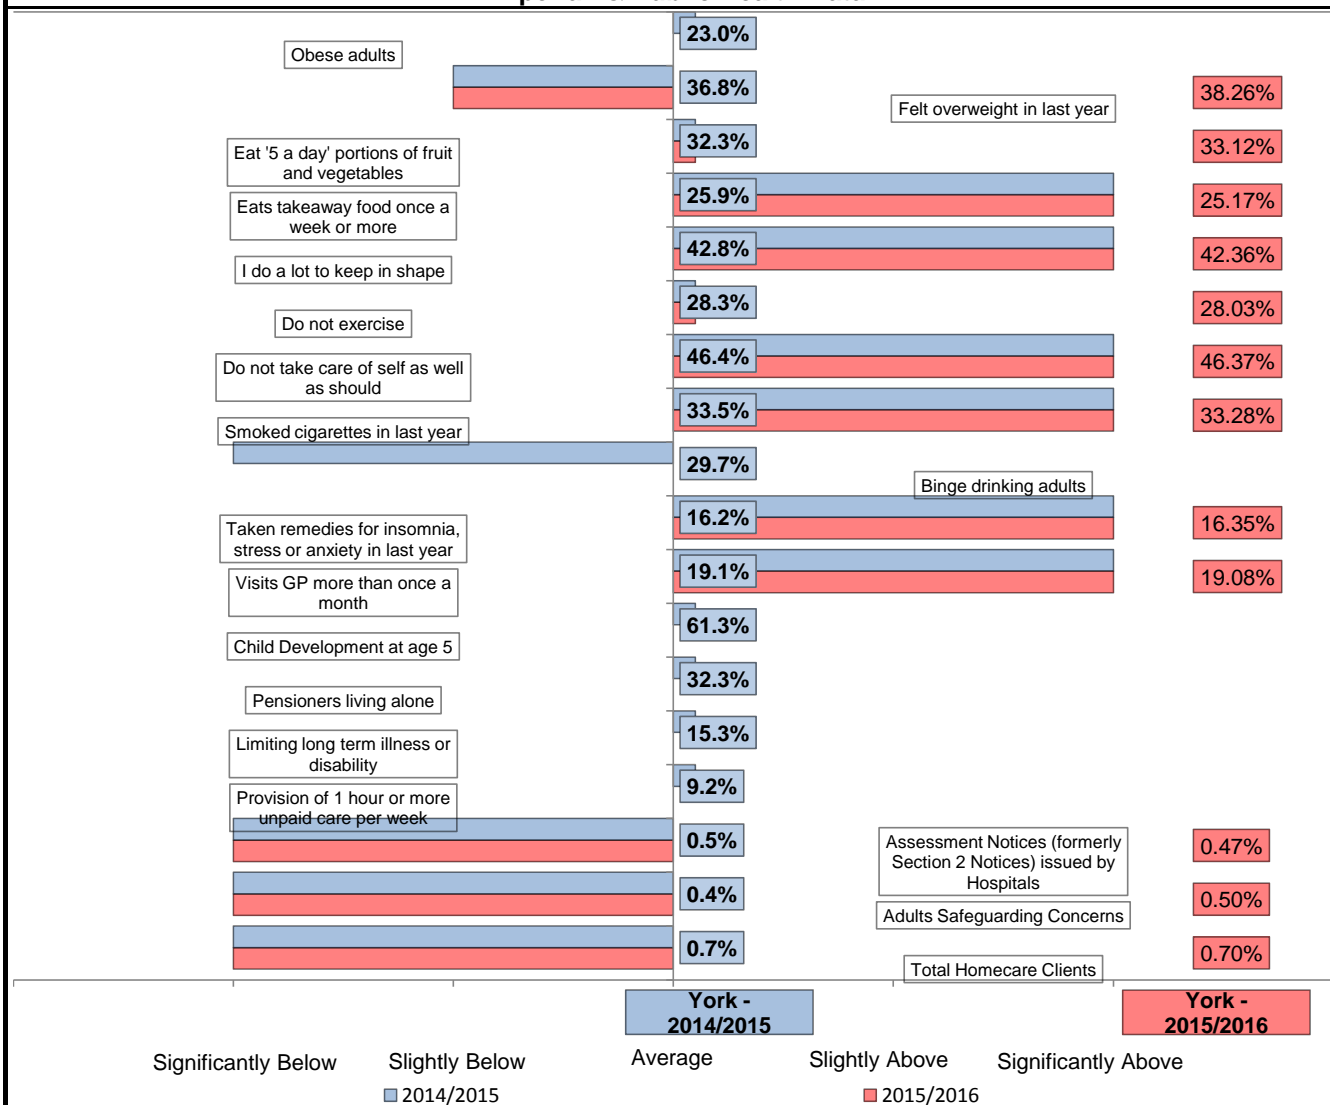 23.0%
Obese adults
36.8%
38.26%
Felt overweight in last year
32.3%
33.12%
Eat '5 a day' portions of fruit
and vegetables
25.9%
25.17%
Eats takeaway food once a
week or more
42.8%
42.36%
I do a lot to keep in shape
28.3%
28.03%
Do not exercise
46.4%
46.37%
Do not take care of self as well
as should
33.5%
33.28%
Smoked cigarettes in last year
29.7%
Binge drinking adults
16.2%
16.35%
Taken remedies for insomnia,
stress or anxiety in last year
19.1%
19.08%
Visits GP more than once a
month
61.3%
Child Development at age 5
32.3%
Pensioners living alone
15.3%
Limiting long term illness or
disability
9.2%
Provision of 1 hour or more
unpaid care per week
0.5%
Assessment Notices (formerly
Section 2 Notices) issued by
Hospitals
0.47%
0.4%
0.50%
Adults Safeguarding Concerns
0.7%
0.70%
Total Homecare Clients
York -
2014/2015
York -
2015/2016
Significantly Below
Slightly Below
Average
Slightly Above
Significantly Above
2014/2015
2015/2016